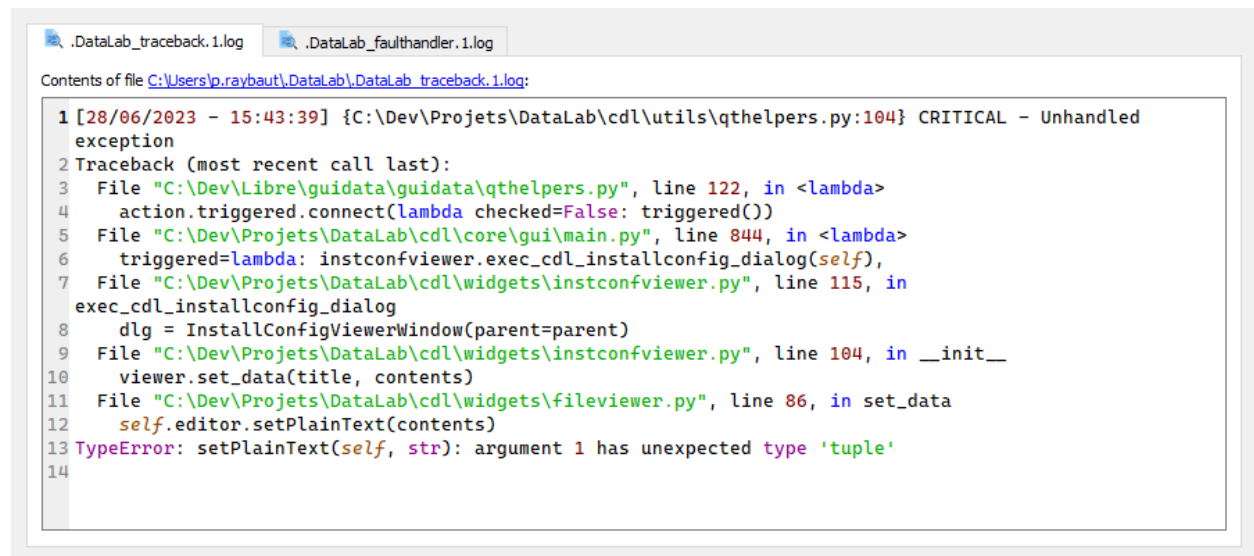 .DataLab_traceback.1.log .DataLab_faulthandler.1.log
Contents of file C:\Users\p.raybaut\.DataLab\.DataLab_traceback.1.log:
1 [28/06/2023 - 15:43:39] {C:\Dev\Projets\DataLab\cdl\utils\qthelpers.py:104} CRITICAL - Unhandled
exception
2 Traceback (most recent call last):
3   File "C:\Dev\Libre\guidata\guidata\qthelpers.py", line 122, in <lambda>
4     action.triggered.connect(lambda checked=False: triggered())
5   File "C:\Dev\Projets\DataLab\cdl\core\gui\main.py", line 844, in <lambda>
6     triggered=lambda: instconfviewer.exec_cdl_installconfig_dialog(self),
7   File "C:\Dev\Projets\DataLab\cdl\widgets\instconfviewer.py", line 115, in
exec_cdl_installconfig_dialog
8     dlg = InstallConfigViewerWindow(parent=parent)
9   File "C:\Dev\Projets\DataLab\cdl\widgets\instconfviewer.py", line 104, in __init__
10     viewer.set_data(title, contents)
11   File "C:\Dev\Projets\DataLab\cdl\widgets\fileviewer.py", line 86, in set_data
12     self.editor.setPlainText(contents)
13 TypeError: setPlainText(self, str): argument 1 has unexpected type 'tuple'
14